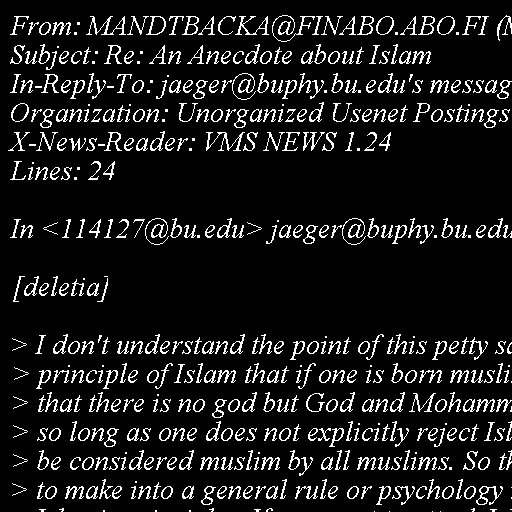 From: MANDTBACKA@FINABO.ABO.FI (M
Subject: Re: An Anecdote about Islam
In-Reply-To: jaeger@buphy.bu.edu's messag
Organization: Unorganized Usenet Postings
X-News-Reader: VMS NEWS 1.24
Lines: 24

In <114127@bu.edu> jaeger@buphy.bu.edu

[deletia]

> I don't understand the point of this petty sa
> principle of Islam that if one is born musli
> that there is no god but God and Mohamm
> so long as one does not explicitly reject Isl
> be considered muslim by all muslims. So th
> to make into a general rule or psychology